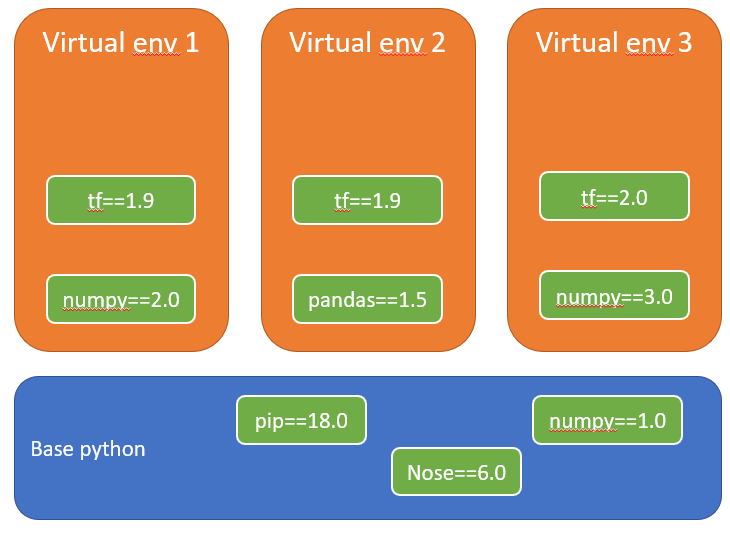 Virtual env 1
Virtual env 2
Virtual env 3
tf==1.9
tf==1.9
tf==2.0
numpy==2.0
pandas==1.5
numpy==3.0
Base python
pip==18.0
numpy==1.0
Nose==6.0